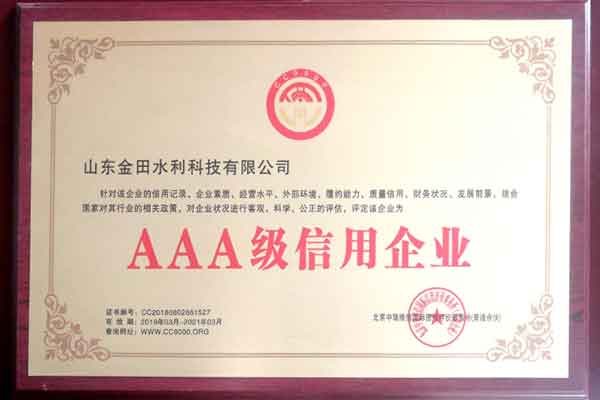 山东金田水利科技有限公司
针对该企业的信用记录、企业素质、经营水平、外部环境、履约能力、质量信用、财务状况、发展前景，结合
国家对其行业的相关政策，对企业状况进行客观、科学、公正的评估，评定该企业为
AAA级信用企业
证书编号：CC20180802661527
有 效 期：2018年03月-2021年03月
查询网址：WWW.CC9000.ORG